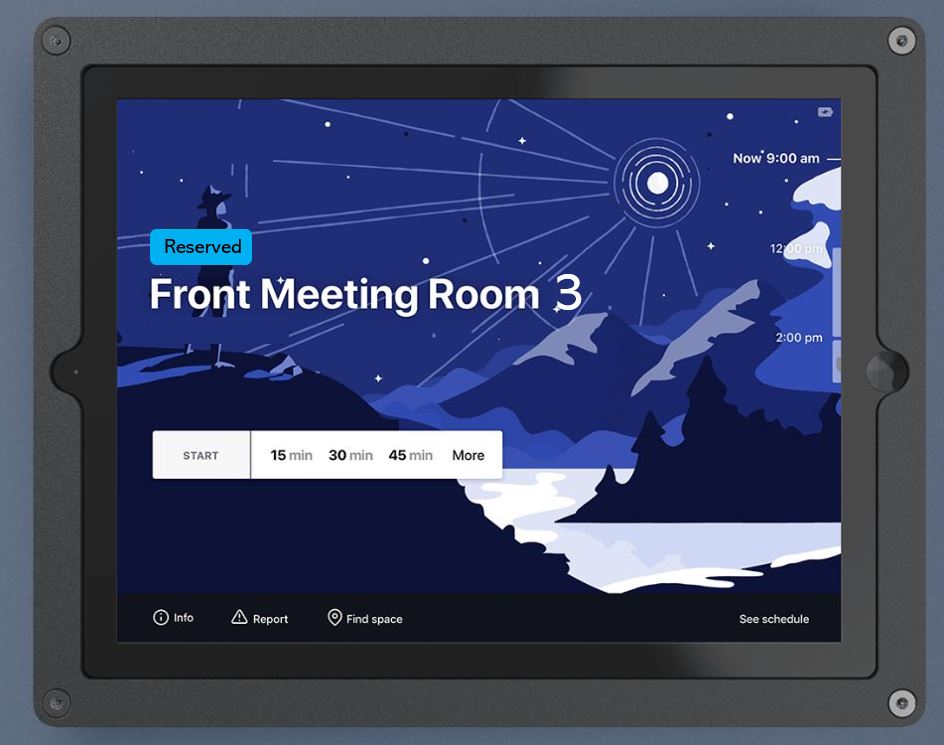 Now 9:00 am
12:00 pm
Reserved
Front Meeting Room 3
2:00 pm
START 15 min 30 min 45 min More
Info Report Find space See schedule